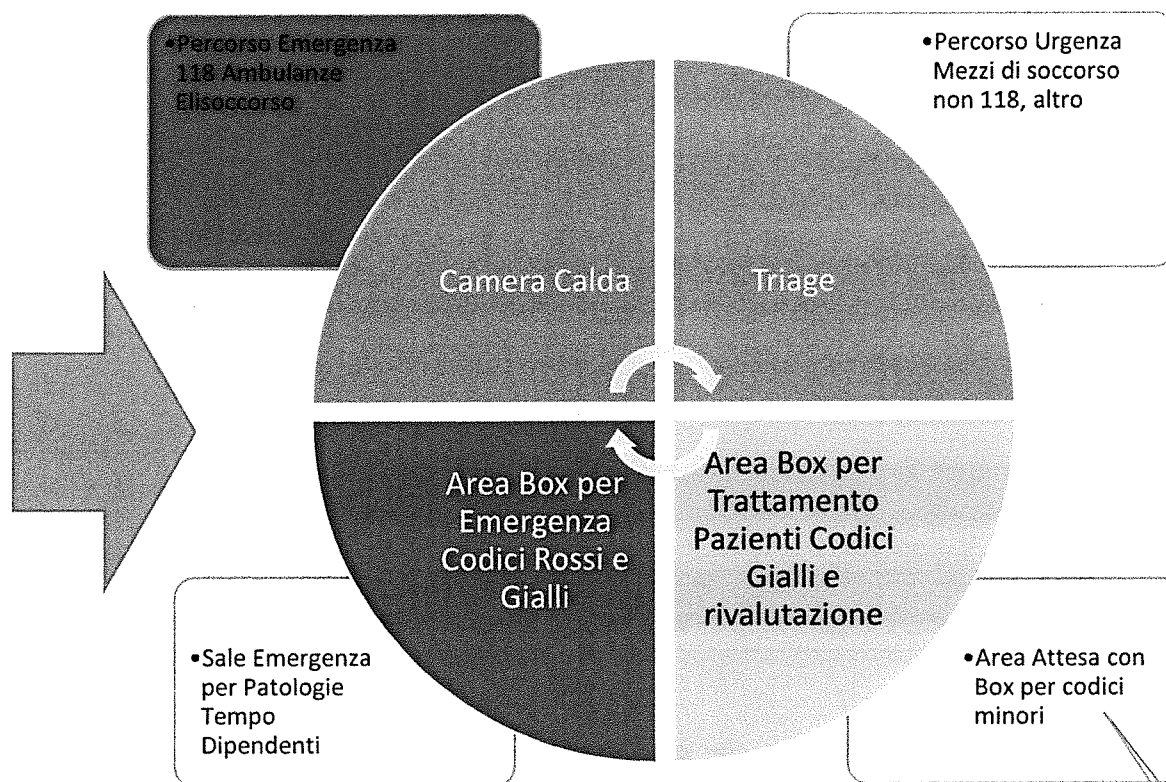 •Percorso Emergenza
118 Ambulanze
Elisoccorso
•Percorso Urgenza
Mezzi di soccorso
non 118, altro
Camera Calda
Triage
Area Box per
Emergenza
Codici Rossi e
Gialli
Area Box per
Trattamento
Pazienti Codici
Gialli e
rivalutazione
•Sale Emergenza
per Patologie
Tempo
Dipendenti
•Area Attesa con
Box per codici
minori